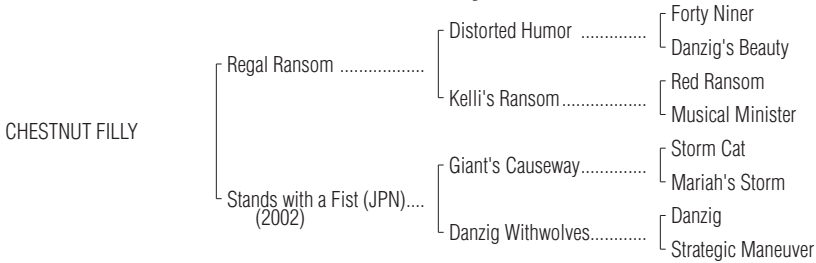 Forty Niner
Distorted Humor ..............
Danzig's Beauty
Regal Ransom ..................
Red Ransom
Kelli's Ransom..................
Musical Minister
CHESTNUT FILLY
Storm Cat
Giant's Causeway..............
Mariah's Storm
Stands with a Fist (JPN)....
(2002)
Danzig
Danzig Withwolves............
Strategic Maneuver